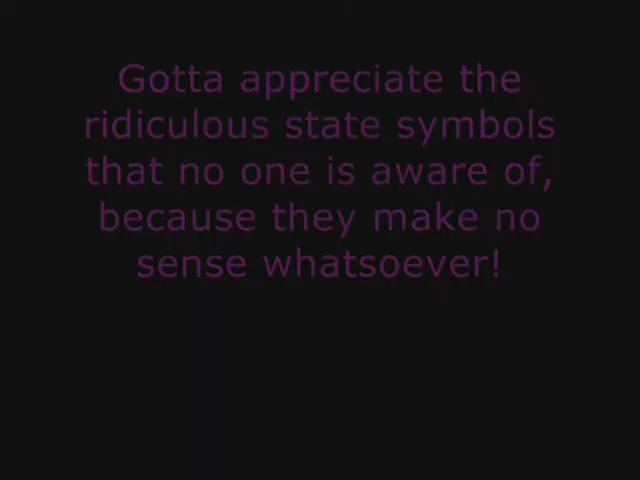 Gotta appreciate the
ridiculous state symbols
that no one is aware of,
because they make no
sense whatsoever!